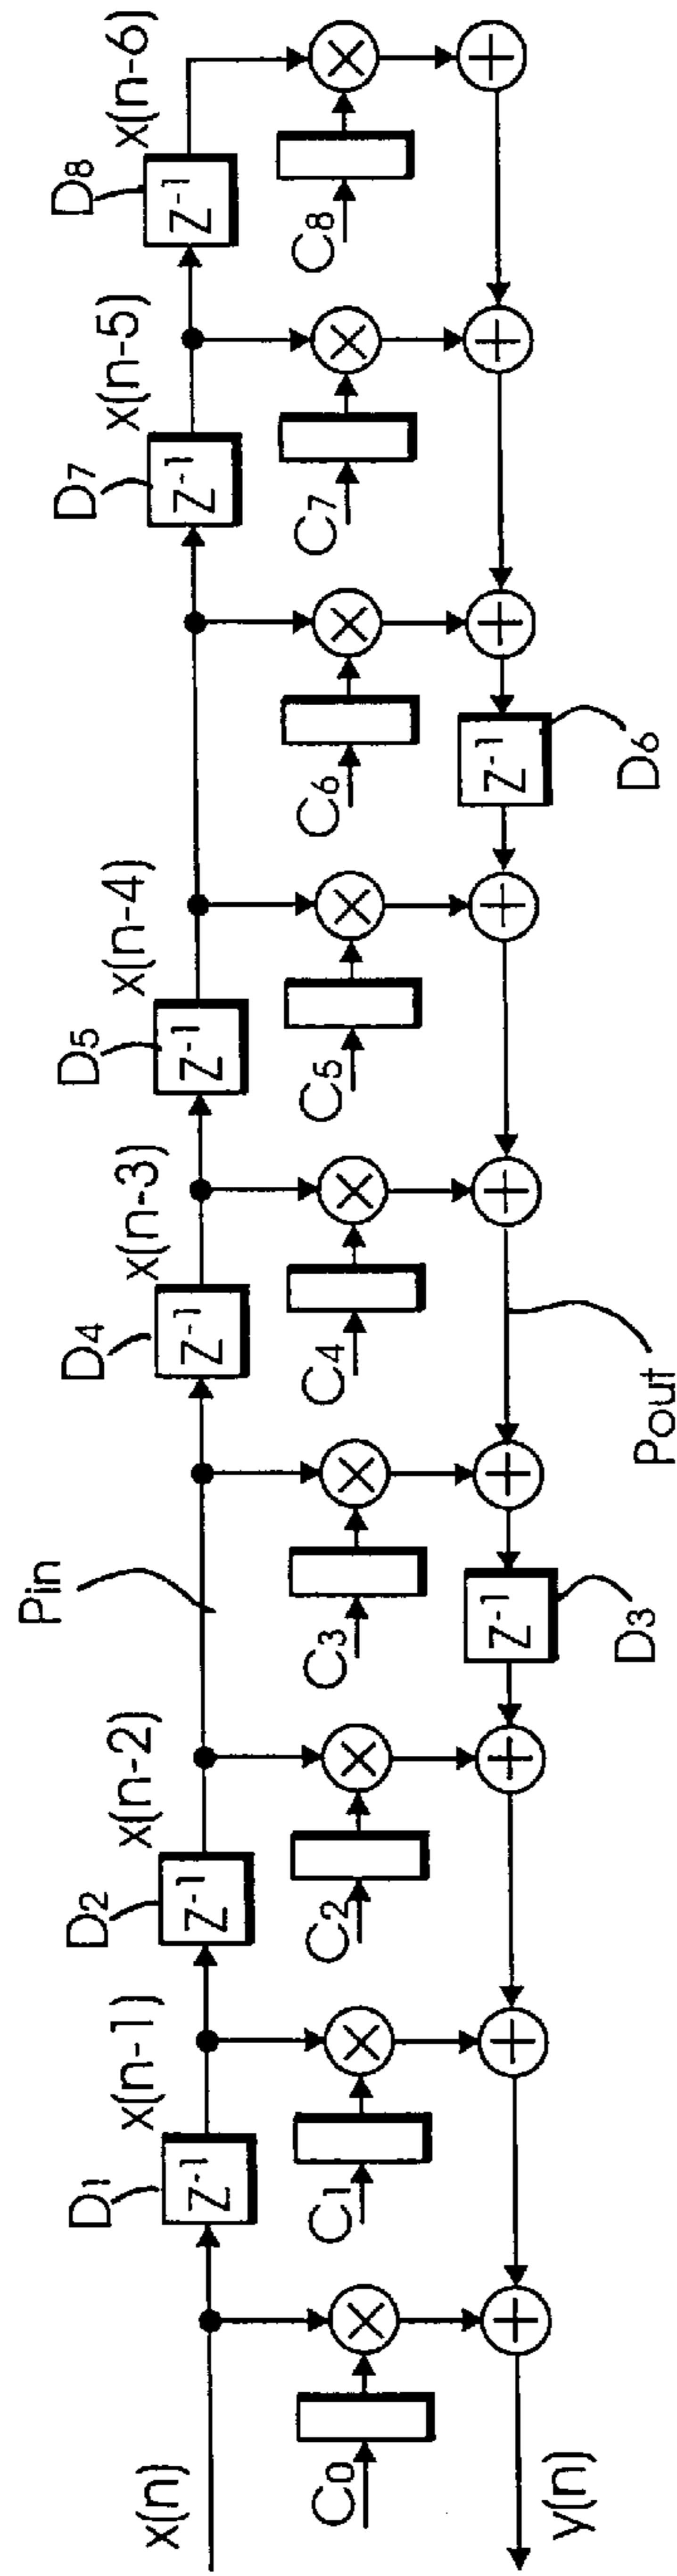 x(n)
x(n-1)
x(n-2)
x(n-3)
x(n-4)
x(n-5)
x(n-6)
D1
D2
Pin
D4
D5
D7
D8
Z-1
Z-1
Z-1
Z-1
Z-1
Z-1
C0
C1
C2
C3
C4
C5
C6
C7
C8
Z-1
Z-1
y(n)
D3
Pout
D6